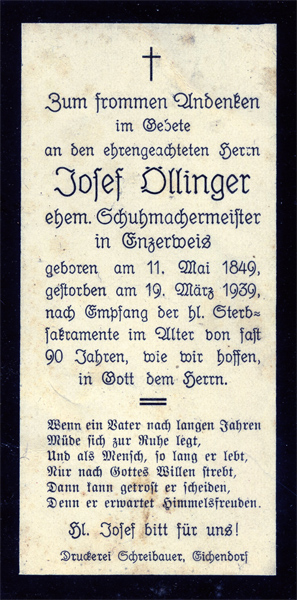 Zum frommen Andenken
im Gebete
an den ehrengeachteten Herrn
Josef Öllinger
ehem. Schuhmachermeister
in Enzerweis
geboren am 11. Mai 1849,
gestorben am 19. März 1939,
nach Empfang der hl. Sterb-
sakramente im Alter von fast
90 Jahren, wie wir hoffen,
in Gott dem Herrn.
Wenn ein Vater nach langen Jahren
Müde sich zur Ruhe legt,
Und als Mensch, so lang er lebt,
Nur nach Gottes Willen strebt,
Dann kann getrost er scheiden,
Denn er erwartet Himmelsfreuden.
Hl. Josef bitt für uns!
Druckerei Schreibauer, Eichendorf